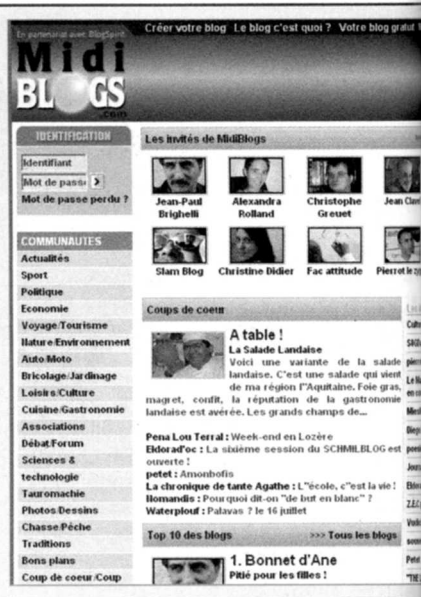 En partenariat avec BlogSpirit
Créer votre blog Le blog c'est quoi ? Votre blog gratuit
Midi
BLOGS
.com
IDENTIFICATION
Identifiant
Mot de passe
Mot de passe perdu ?
COMMUNAUTES
Actualités
Sport
Politique
Economie
Voyage/Tourisme
Nature/Environnement
Auto/Moto
Bricolage/Jardinage
Loisirs/Culture
Cuisine/Gastronomie
Associations
Débat/Forum
Sciences &
technologie
Tauromachie
Photos/Dessins
Chasse/Pêche
Traditions
Bons plans
Coup de coeur/Coup
Les invités de MidiBlogs
Jean-Paul Brighelli
Alexandra Rolland
Christophe Greuet
Slam Blog
Christine Didier
Fac attitude
Pierrot le
Coups de coeur
A table !
La Salade Landaise
Voici une variante de la salade
landaise. C'est une salade qui vient
de ma région l"Aquitaine. Foie gras,
magret, confit, la réputation de la gastronomie
landaise est avérée. Les grands champs de...
Pena Lou Terral : Week-end en Lozère
Eldorad'oc : La sixième session du SCHMILBLOG est
ouverte !
petet : Amonbofis
La chronique de tante Agathe : L"école, c"est la vie !
Ilomandis : Pourquoi dit-on "de but en blanc" ?
Waterplouf : Palavas ? le 16 juillet
Top 10 des blogs >>> Tous les blogs
1. Bonnet d'Ane
Pitié pour les filles !